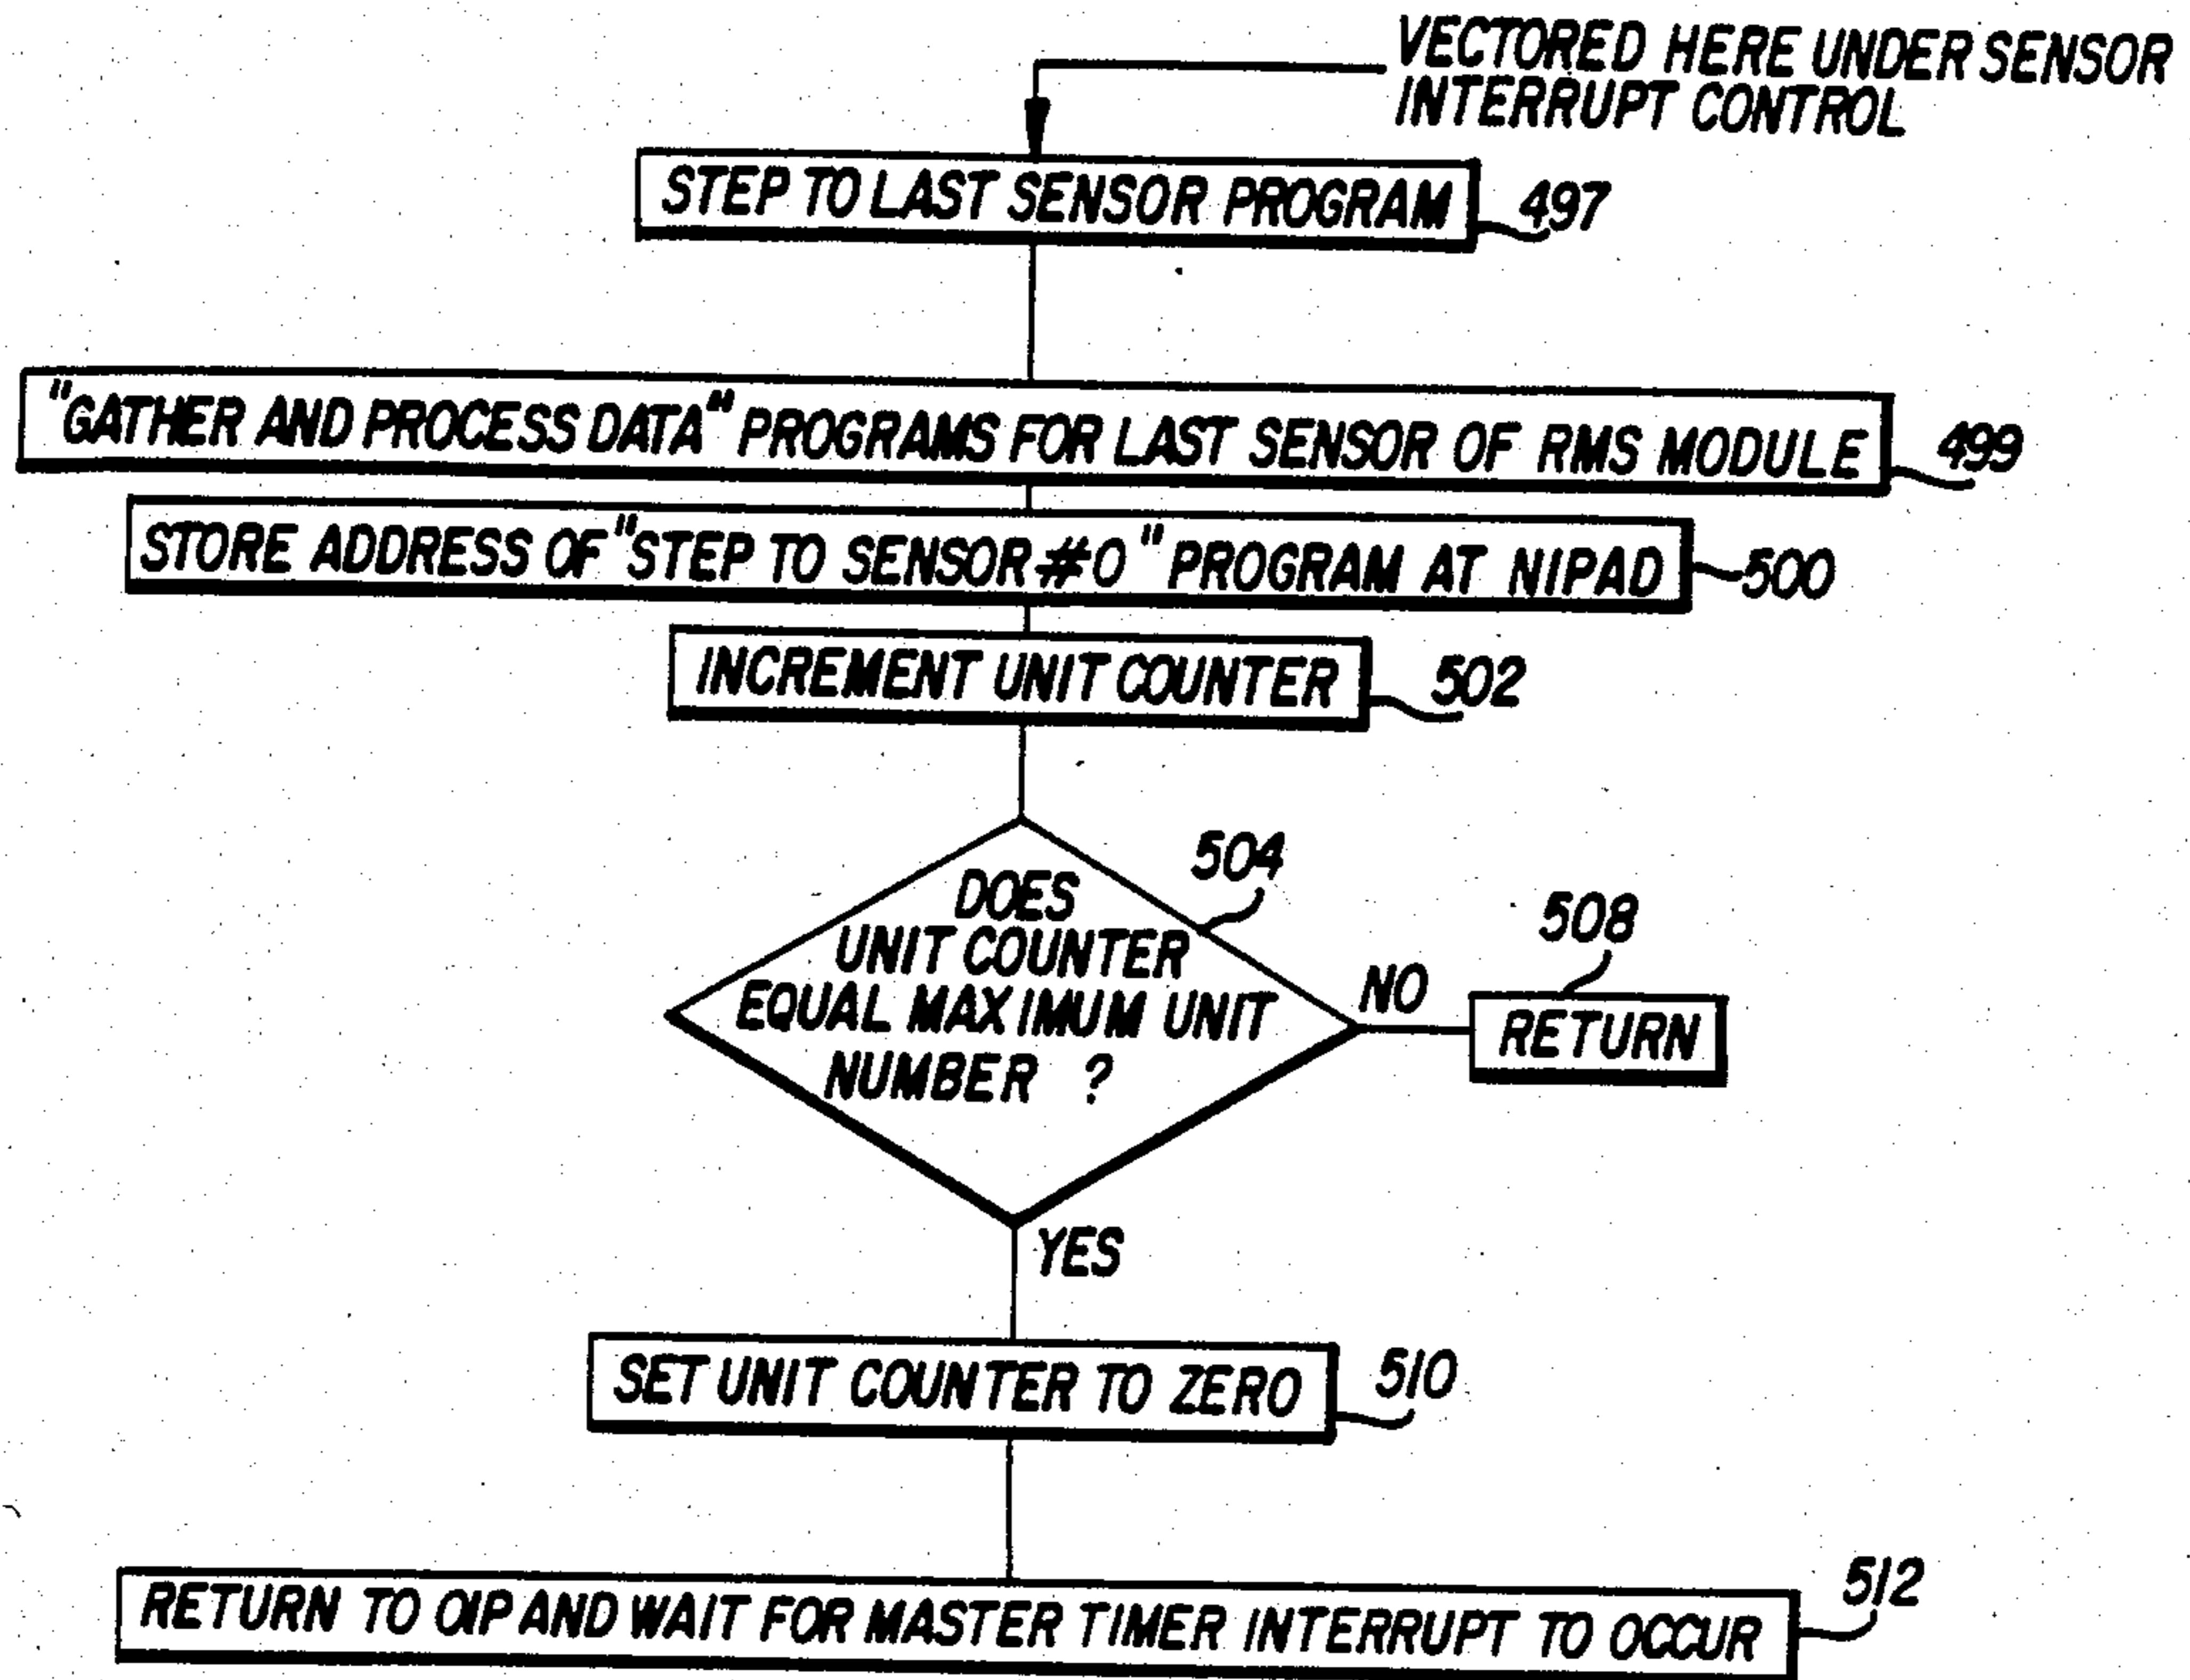 VECTORED HERE UNDER SENSOR
INTERRUPT CONTROL
STEP TO LAST SENSOR PROGRAM
497
"GATHER AND PROCESS DATA" PROGRAMS FOR LAST SENSOR OF RMS MODULE
499
STORE ADDRESS OF "STEP TO SENSOR #0" PROGRAM AT NIPAD
500
INCREMENT UNIT COUNTER
502
504
DOES
UNIT COUNTER
EQUAL MAXIMUM UNIT
NUMBER ?
NO
508
RETURN
YES
SET UNIT COUNTER TO ZERO
510
RETURN TO OIP AND WAIT FOR MASTER TIMER INTERRUPT TO OCCUR
512